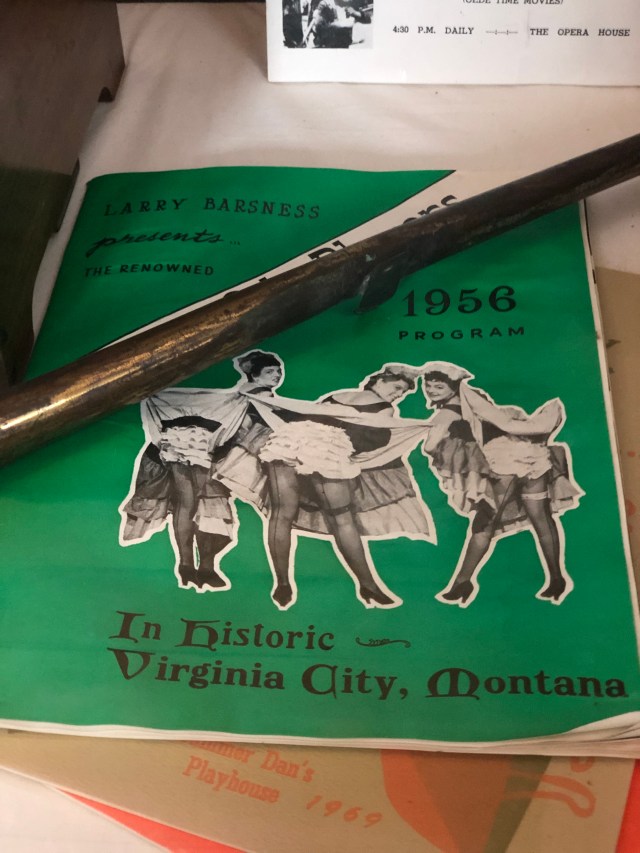 (OLDE TIME MOVIES)
4:30 P.M. DAILY THE OPERA HOUSE
LARRY BARSNESS
presents...
THE RENOWNED
1956
PROGRAM
In Historic
Virginia City, Montana
Dan's
Playhouse 1969